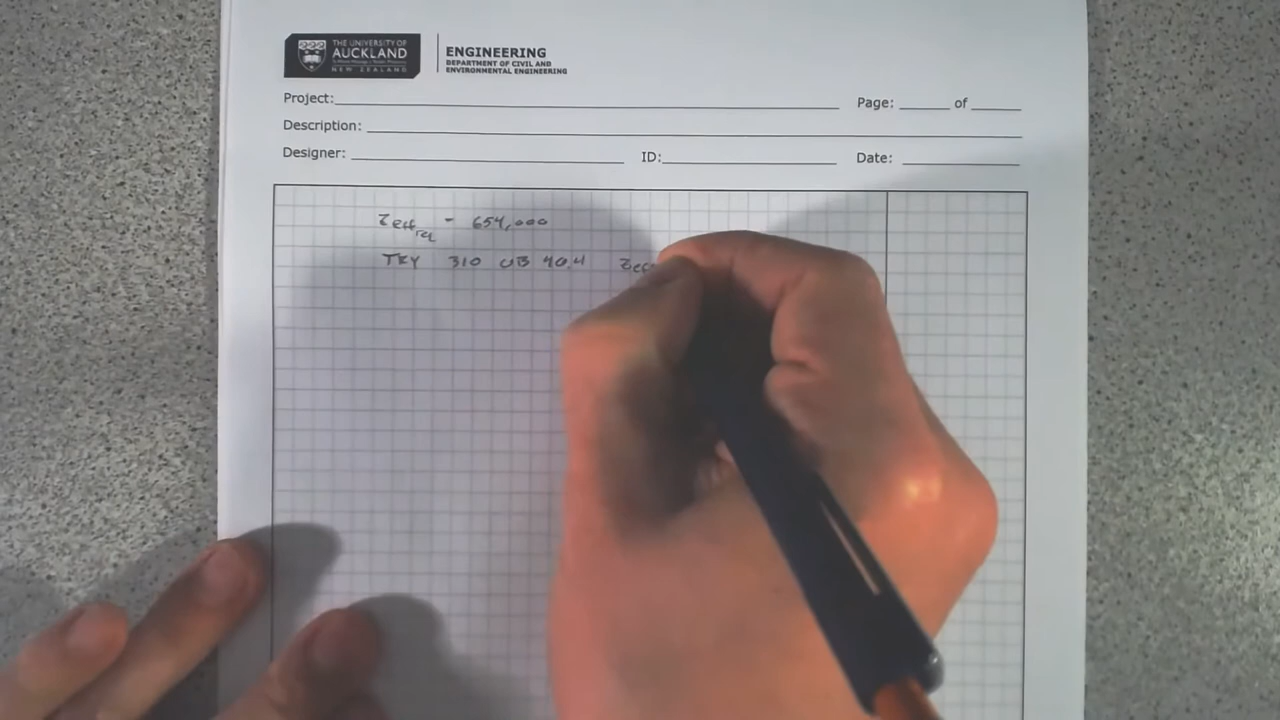 THE UNIVERSITY OF
AUCKLAND
NEW ZEALAND
ENGINEERING
DEPARTMENT OF CIVIL AND
ENVIRONMENTAL ENGINEERING
Project:
Page: of
Description:
Designer: ID: Date:
Zeff req = 654,000
TRY 310 UB 40.4 Zef